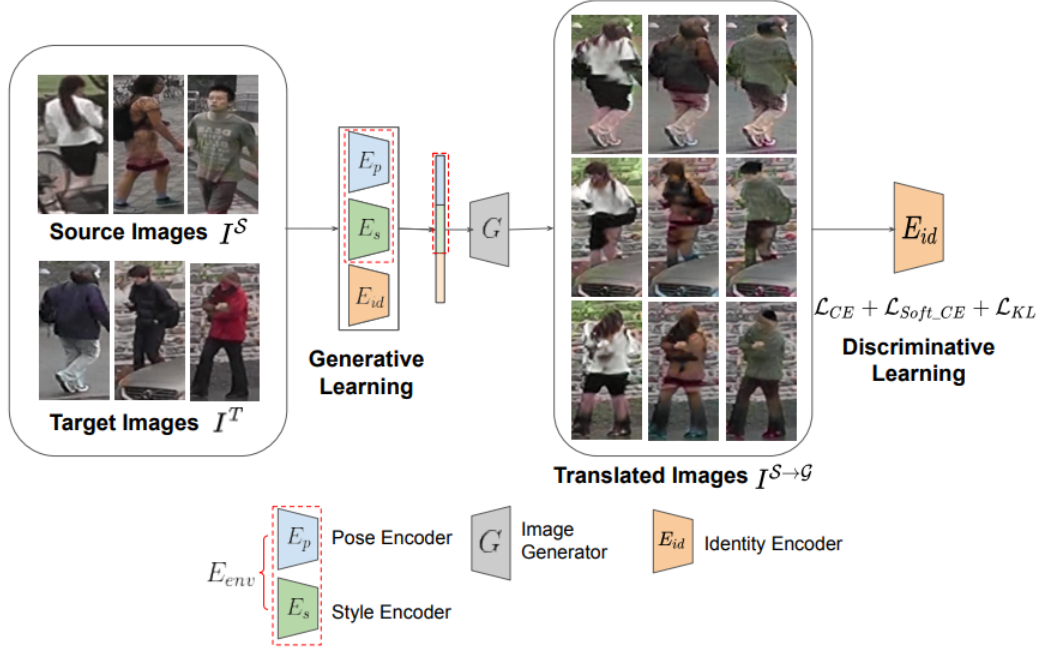 Source Images I^S
Target Images I^T
E_p
E_s
E_id
Generative
Learning
G
Translated Images I^{S→G}
E_id
L_CE + L_Soft_CE + L_KL
Discriminative
Learning
E_env
E_p
Pose Encoder
E_s
Style Encoder
G
Image
Generator
E_id
Identity Encoder